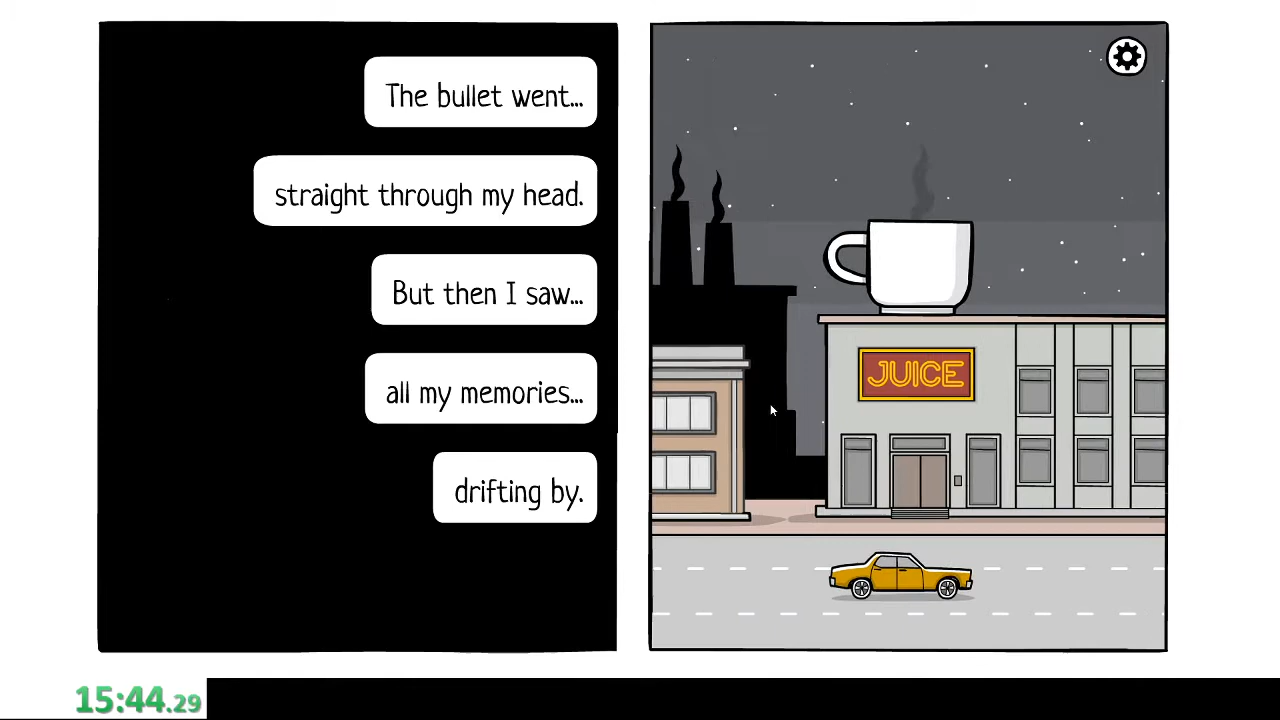 The bullet went...
straight through my head.
But then I saw...
all my memories...
drifting by.
JUICE
15:44.29